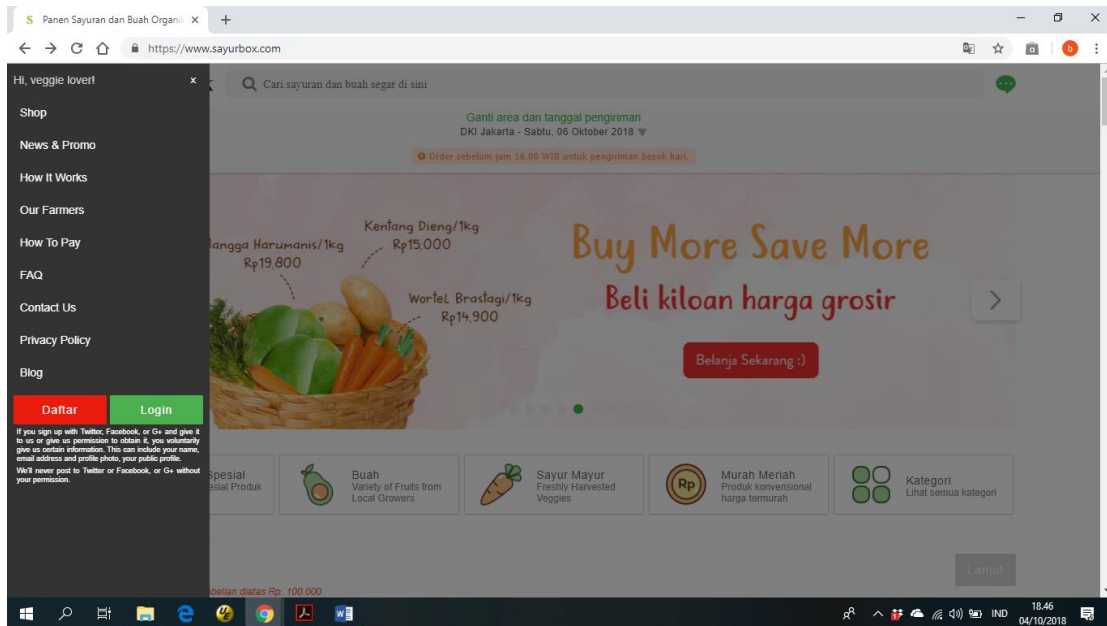 Panen Sayuran dan Buah Organi
https://www.sayurbox.com
Hi, veggie lover! x
Shop
News & Promo
How It Works
Our Farmers
How To Pay
FAQ
Contact Us
Privacy Policy
Blog
Daftar
Login
If you sign up with Twitter, Facebook, or G+ and give it
to us or give us permission to obtain it, you voluntarily
give us certain information. This can include your name,
email address and profile photo, your public profile.
We'll never post to Twitter or Facebook, or G+ without
your permission.
Cari sayuran dan buah segar di sini
Ganti area dan tanggal pengiriman
DKI Jakarta - Sabtu, 06 Oktober 2018
Order sebelum jam 16.00 WIB untuk pengiriman besok hari.
Harumanis/1kg
Rp19,800
Kentang Dieng/1kg
Rp15,000
Wortel Brastagi/1kg
Rp14,900
Buy More Save More
Beli kiloan harga grosir
Belanja Sekarang :)
Spesial
Produk
Buah
Variety of Fruits from
Local Growers.
Sayur Mayur
Freshly Harvested
Veggies
Rp
Murah Meriah
Produk konvensional
harga termurah
Kategori
Lihat semua kategori
diatas Rp. 100.000
Lanjut
IND
18.46
04/10/2018